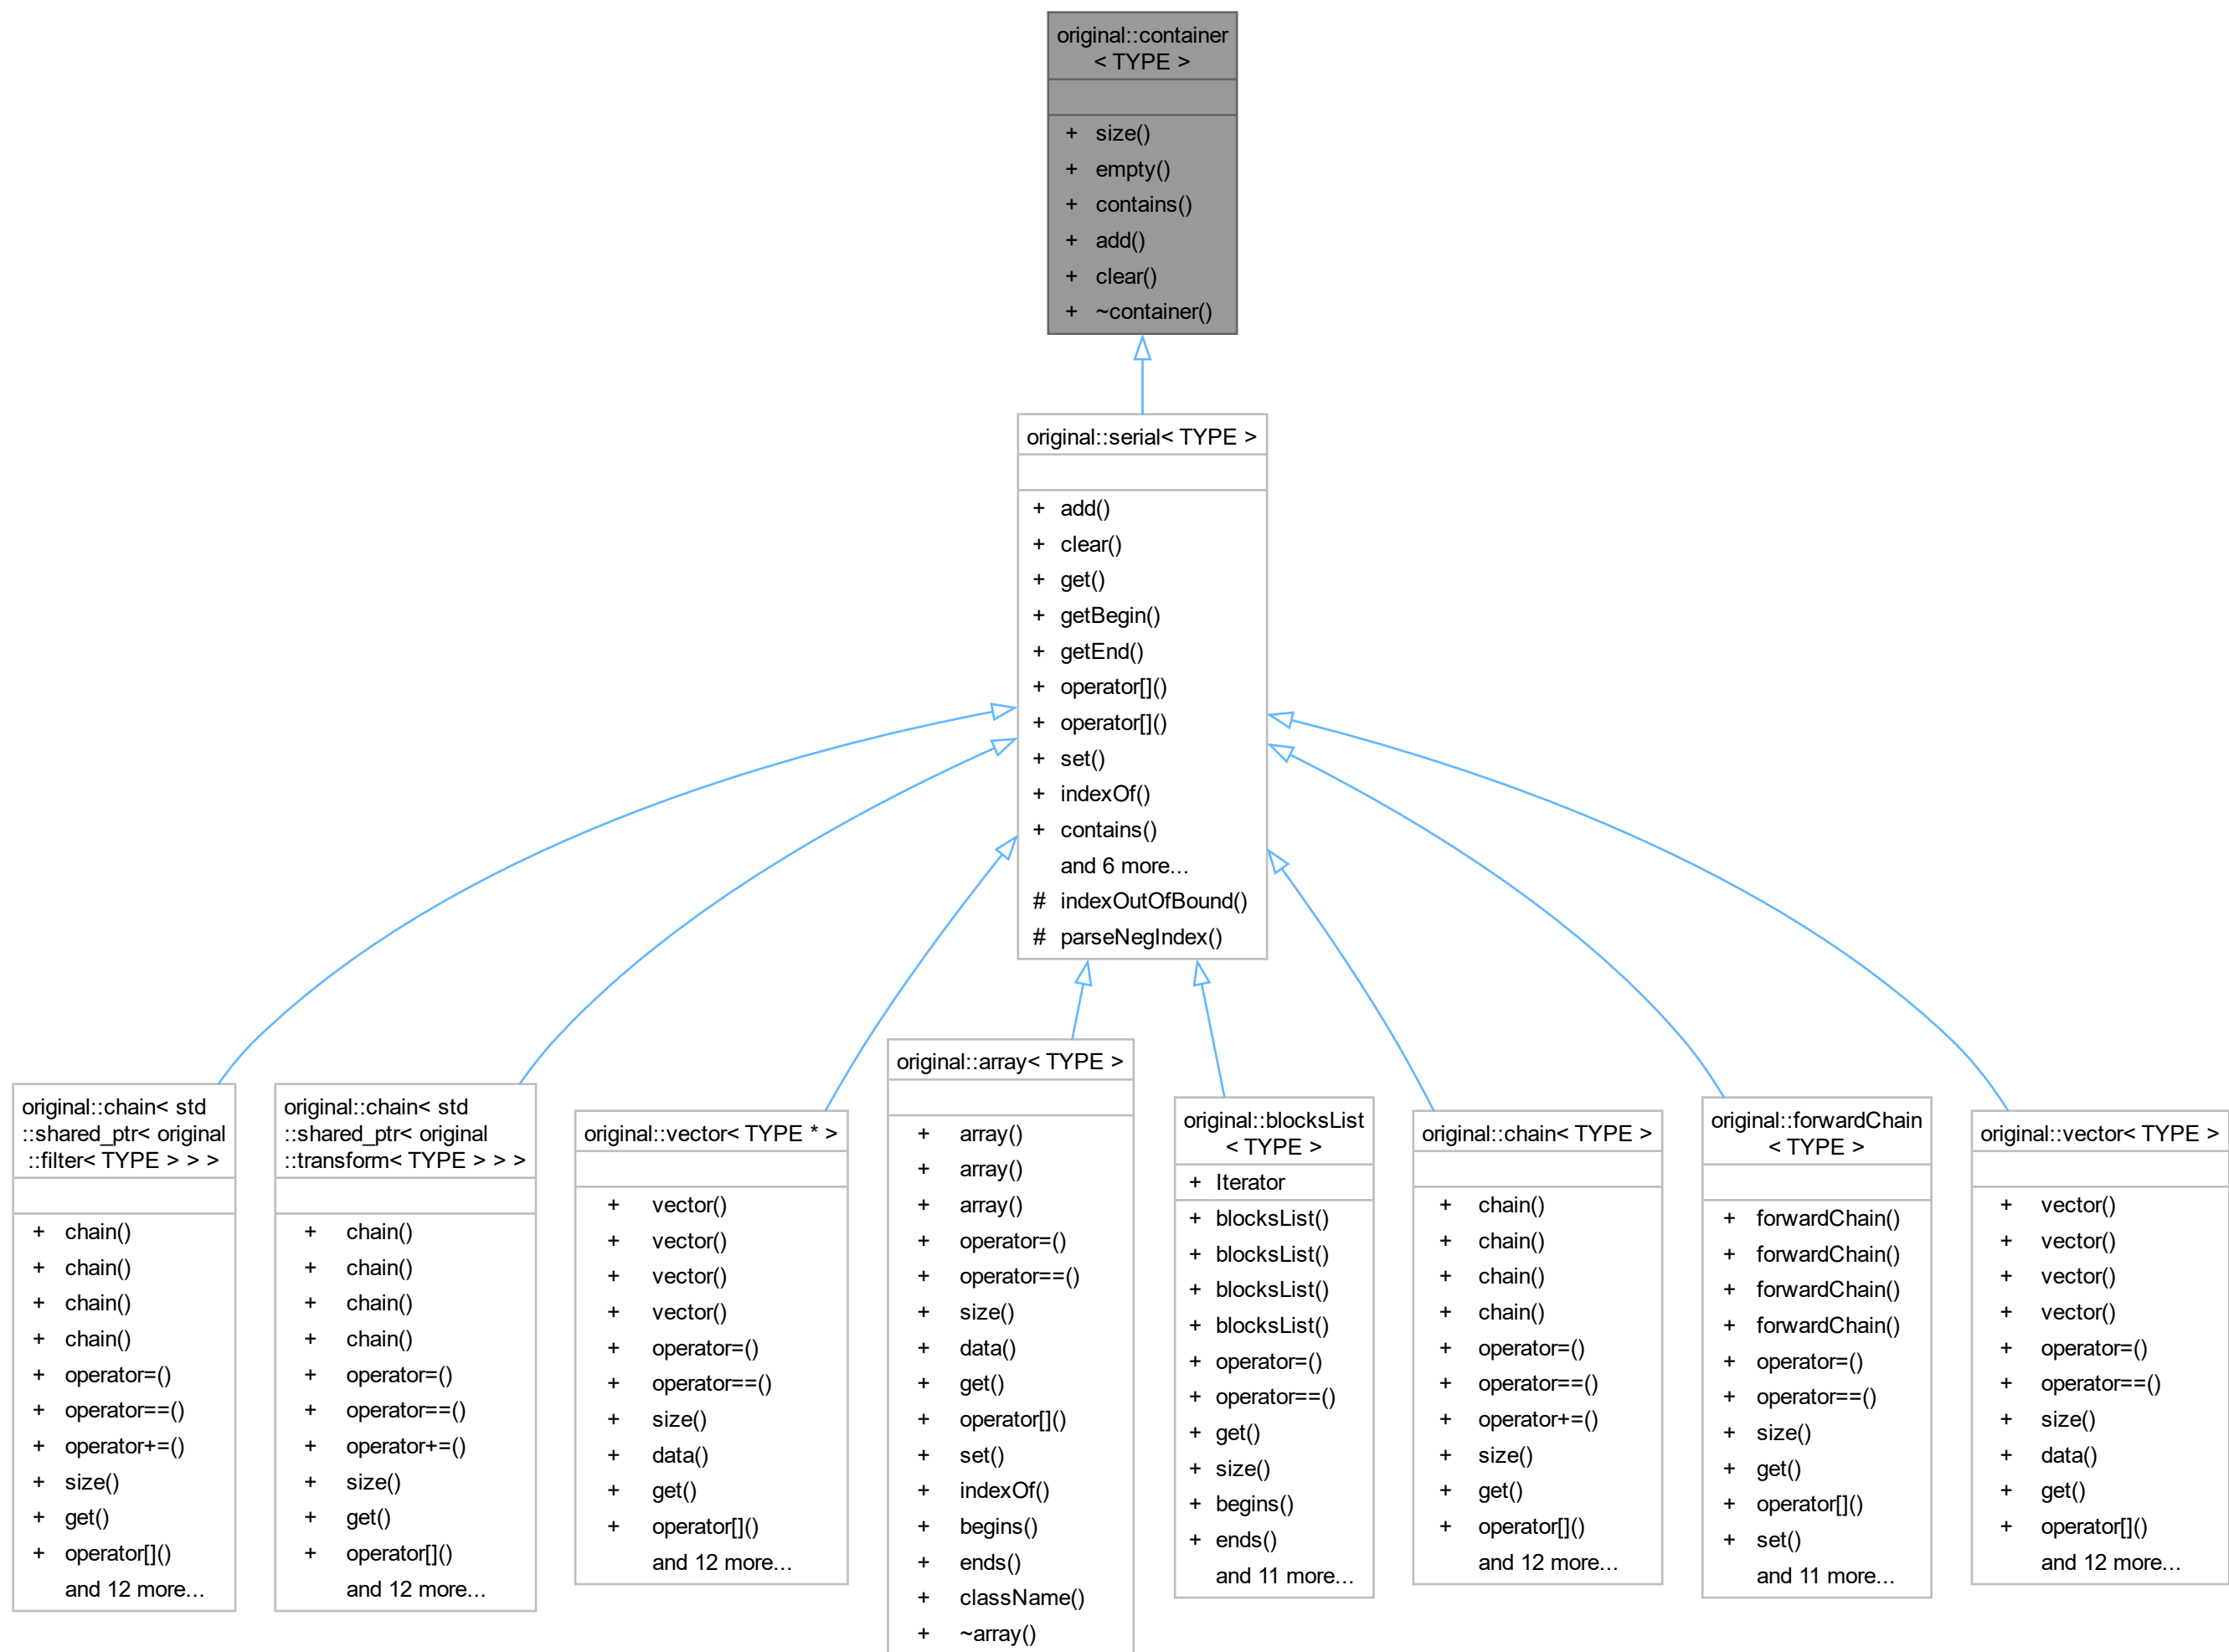 original::container
< TYPE >
+ size()
+ empty()
+ contains()
+ add()
+ clear()
+ ~container()
original::serial< TYPE >
+ add()
+ clear()
+ get()
+ getBegin()
+ getEnd()
+ operator[]()
+ operator[]()
+ set()
+ indexOf()
+ contains()
and 6 more...
# indexOutOfBound()
# parseNegIndex()
original::chain< std
::shared_ptr< original
::filter< TYPE > > >
+ chain()
+ chain()
+ chain()
+ chain()
+ operator=()
+ operator==()
+ operator+=()
+ size()
+ get()
+ operator[]()
and 12 more...
original::chain< std
::shared_ptr< original
::transform< TYPE > > >
+ chain()
+ chain()
+ chain()
+ chain()
+ operator=()
+ operator==()
+ operator+=()
+ size()
+ get()
+ operator[]()
and 12 more...
original::vector< TYPE * >
+ vector()
+ vector()
+ vector()
+ vector()
+ operator=()
+ operator==()
+ size()
+ data()
+ get()
+ operator[]()
and 12 more...
original::array< TYPE >
+ array()
+ array()
+ array()
+ operator=()
+ operator==()
+ size()
+ data()
+ get()
+ operator[]()
+ set()
+ indexOf()
+ begins()
+ ends()
+ className()
+ ~array()
original::blocksList
< TYPE >
+ Iterator
+ blocksList()
+ blocksList()
+ blocksList()
+ blocksList()
+ operator=()
+ operator==()
+ get()
+ size()
+ begins()
+ ends()
and 11 more...
original::chain< TYPE >
+ chain()
+ chain()
+ chain()
+ chain()
+ operator=()
+ operator==()
+ operator+=()
+ size()
+ get()
+ operator[]()
and 12 more...
original::forwardChain
< TYPE >
+ forwardChain()
+ forwardChain()
+ forwardChain()
+ forwardChain()
+ operator=()
+ operator==()
+ size()
+ get()
+ operator[]()
+ set()
and 11 more...
original::vector< TYPE >
+ vector()
+ vector()
+ vector()
+ vector()
+ operator=()
+ operator==()
+ size()
+ data()
+ get()
+ operator[]()
and 12 more...